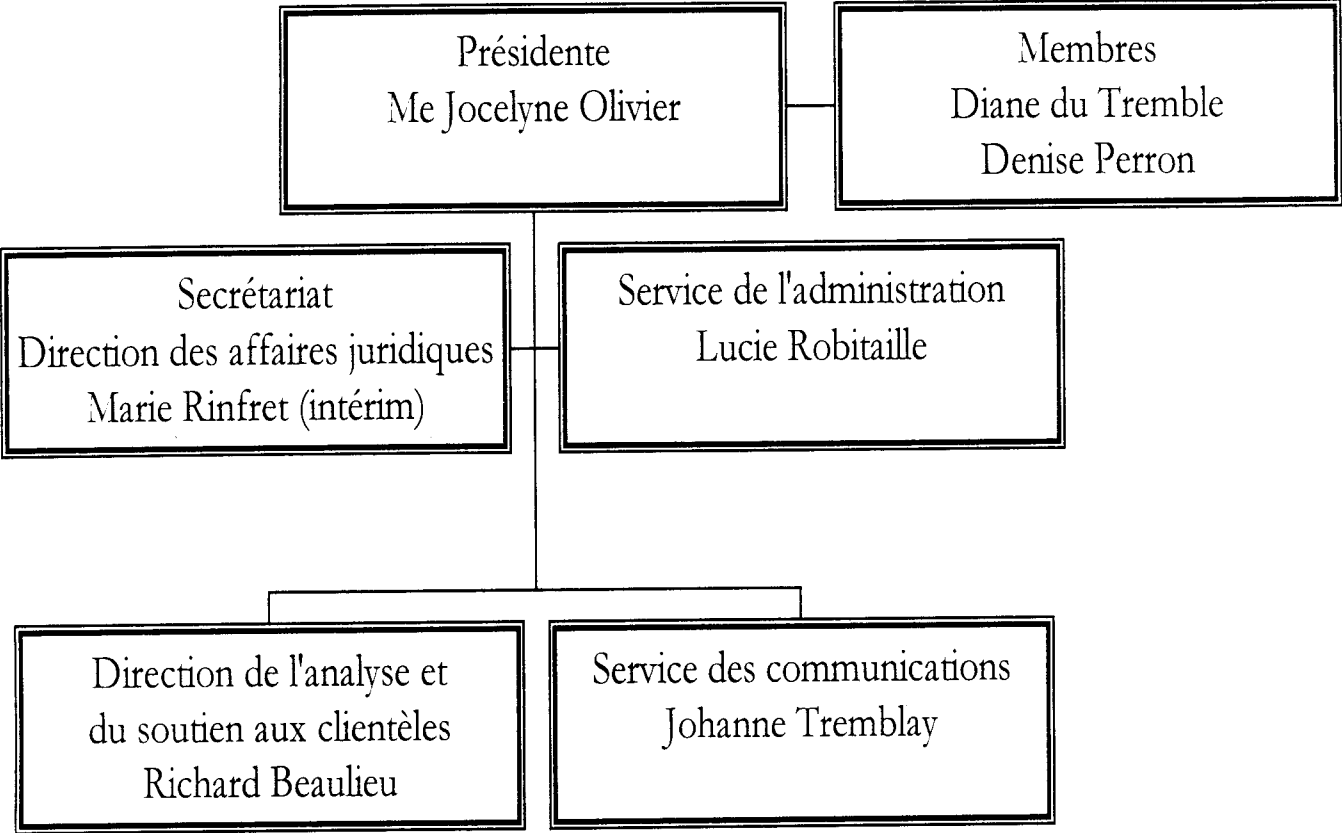 Présidente
Me Jocelyne Olivier
Membres
Diane du Tremble
Denise Perron
Secrétariat
Direction des affaires juridiques
Marie Rinfret (intérim)
Service de l'administration
Lucie Robitaille
Direction de l'analyse et
du soutien aux clientèles
Richard Beaulieu
Service des communications
Johanne Tremblay